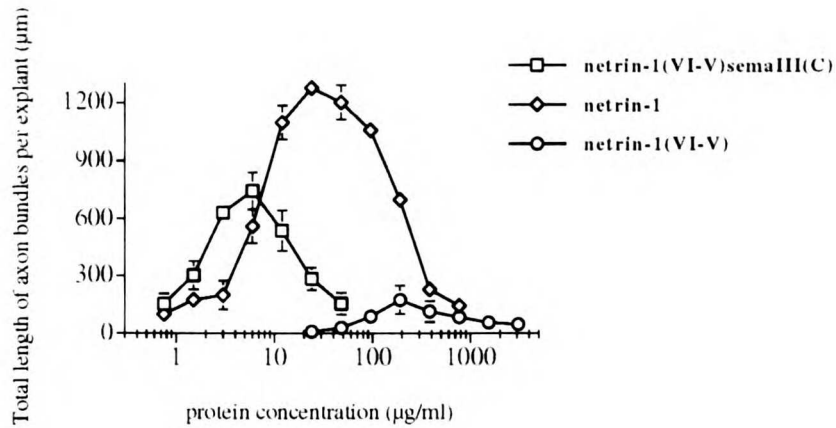 Total length of axon bundles per explant (µm)
1200
900
600
300
0
1
10
100
1000
protein concentration (µg/ml)
netrin-1(VI-V)semaIII(C)
netrin-1
netrin-1(VI-V)